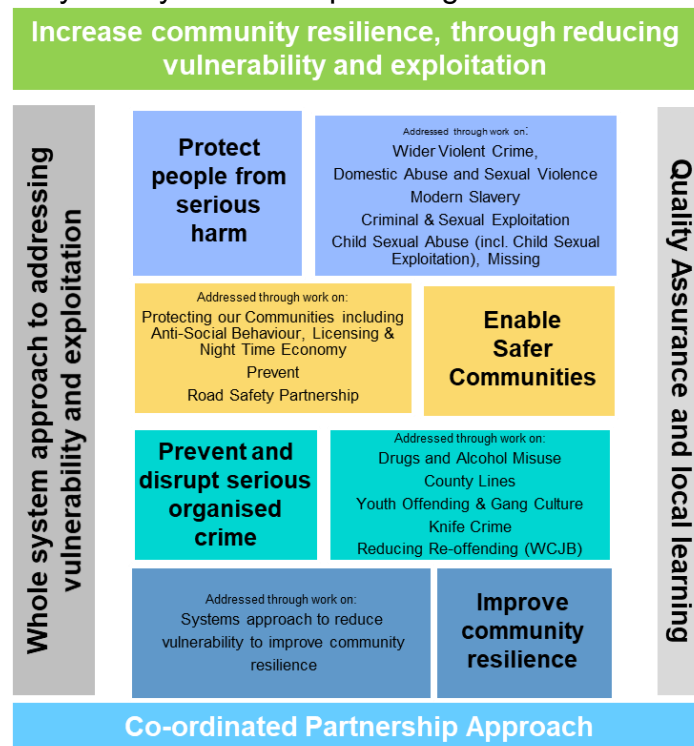 Increase community resilience, through reducing
vulnerability and exploitation
Whole system approach to addressing
vulnerability and exploitation
Protect
people from
serious
harm
Addressed through work on:
Wider Violent Crime,
Domestic Abuse and Sexual Violence
Modern Slavery
Criminal & Sexual Exploitation
Child Sexual Abuse (incl. Child Sexual
Exploitation), Missing
Addressed through work on:
Protecting our Communities including
Anti-Social Behaviour, Licensing &
Night Time Economy
Prevent
Road Safety Partnership
Enable
Safer
Communities
Prevent and
disrupt serious
organised
crime
Addressed through work on:
Drugs and Alcohol Misuse
County Lines
Youth Offending & Gang Culture
Knife Crime
Reducing Re-offending (WCJB)
Addressed through work on:
Systems approach to reduce
vulnerability to improve community
resilience
Improve
community
resilience
Quality Assurance and local learning
Co-ordinated Partnership Approach